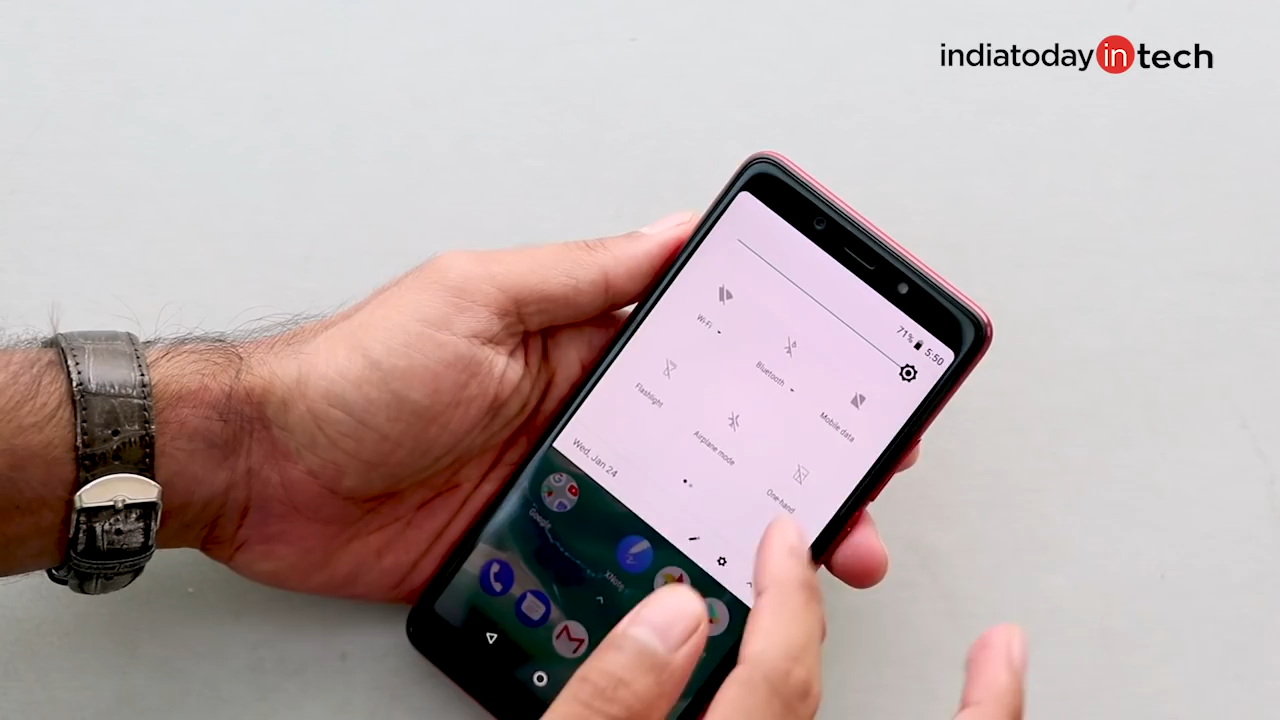 indiatoday in tech
71% 5:50
Wi-Fi
Bluetooth
Mobile data
Flashlight
Airplane mode
One-hand
Wed, Jan 24
Google
XNote